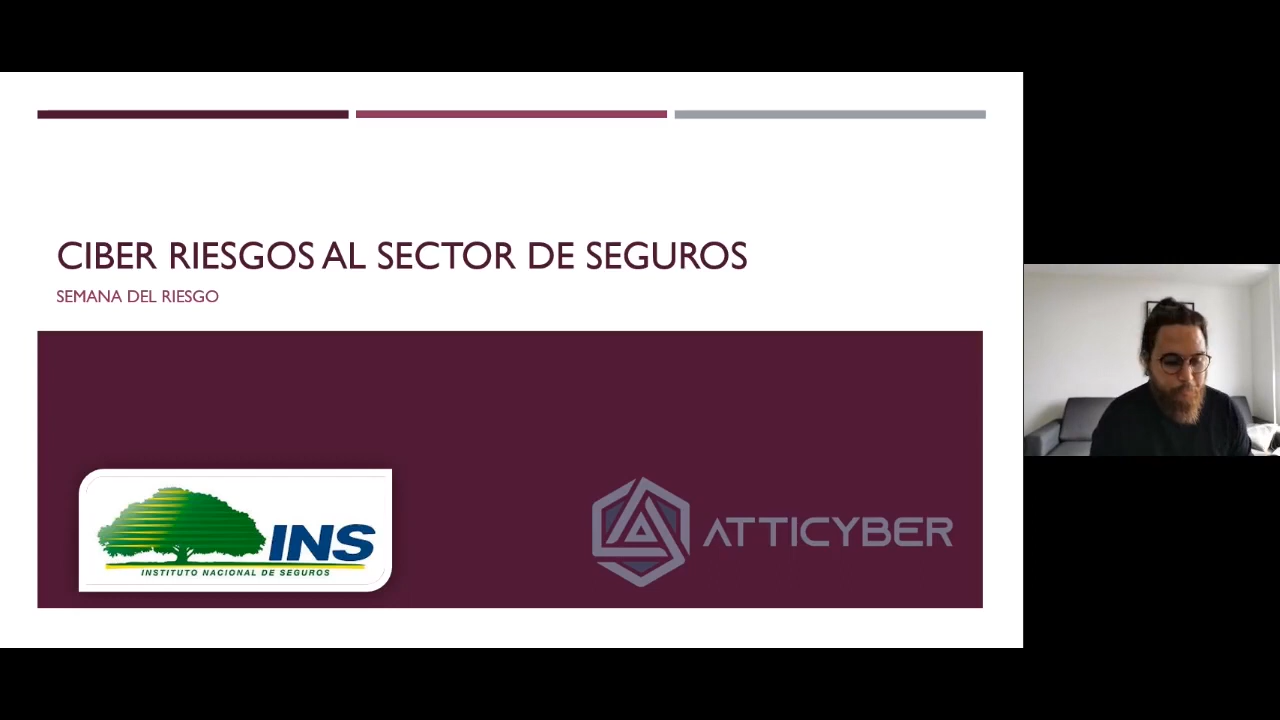 CIBER RIESGOS AL SECTOR DE SEGUROS
SEMANA DEL RIESGO
INS
INSTITUTO NACIONAL DE SEGUROS
ATTICYBER